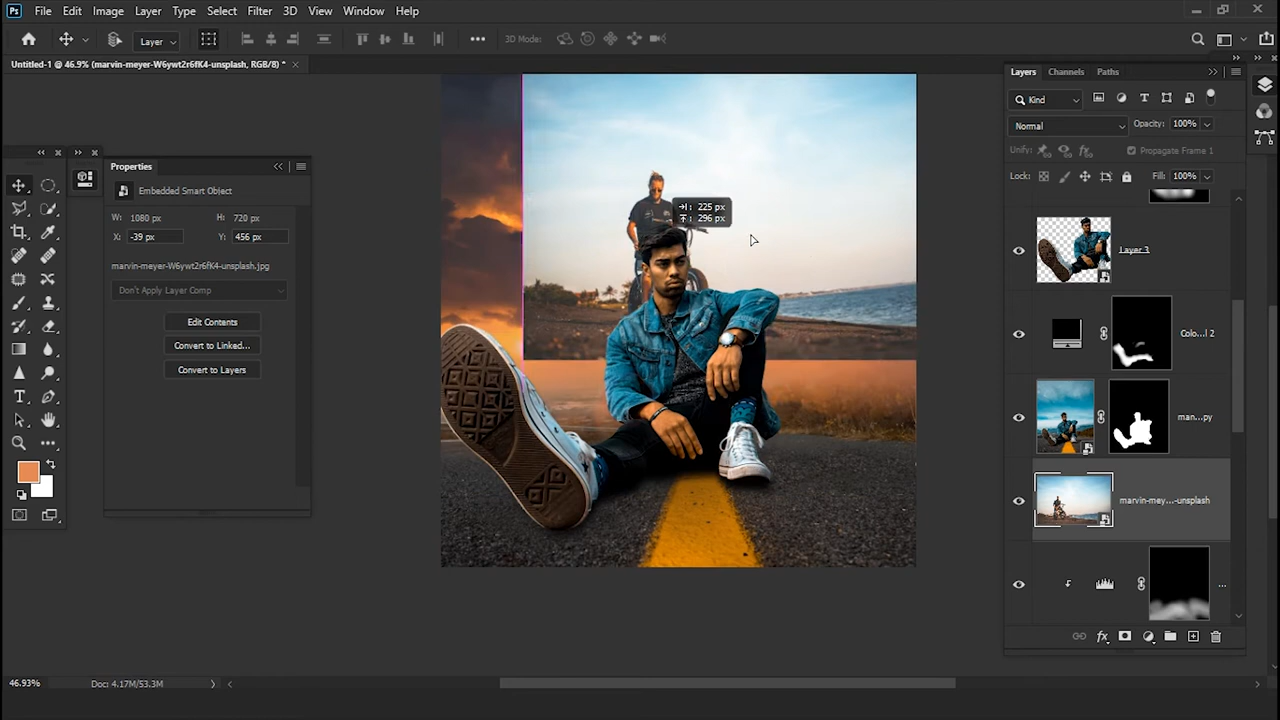 Ps File Edit Image Layer Type Select Filter 3D View Window Help
Layer 3D Mode:
Untitled-1 @ 46.9% (marvin-meyer-W6ywt2r6fK4-unsplash, RGB/8) *
Properties
Embedded Smart Object
W: 1080 px H: 720 px
X: -39 px Y: 456 px
marvin-meyer-W6ywt2r6fK4-unsplash.jpg
Don't Apply Layer Comp
Edit Contents
Convert to Linked...
Convert to Layers
: 225 px
: 296 px
Layers Channels Paths
Kind
Normal Opacity: 100%
Unify: Propagate Frame 1
Lock: Fill: 100%
Layer 3
Colo...l 2
man...py
marvin-mey...-unsplash
...
46.93% Doc: 4.17M/53.3M